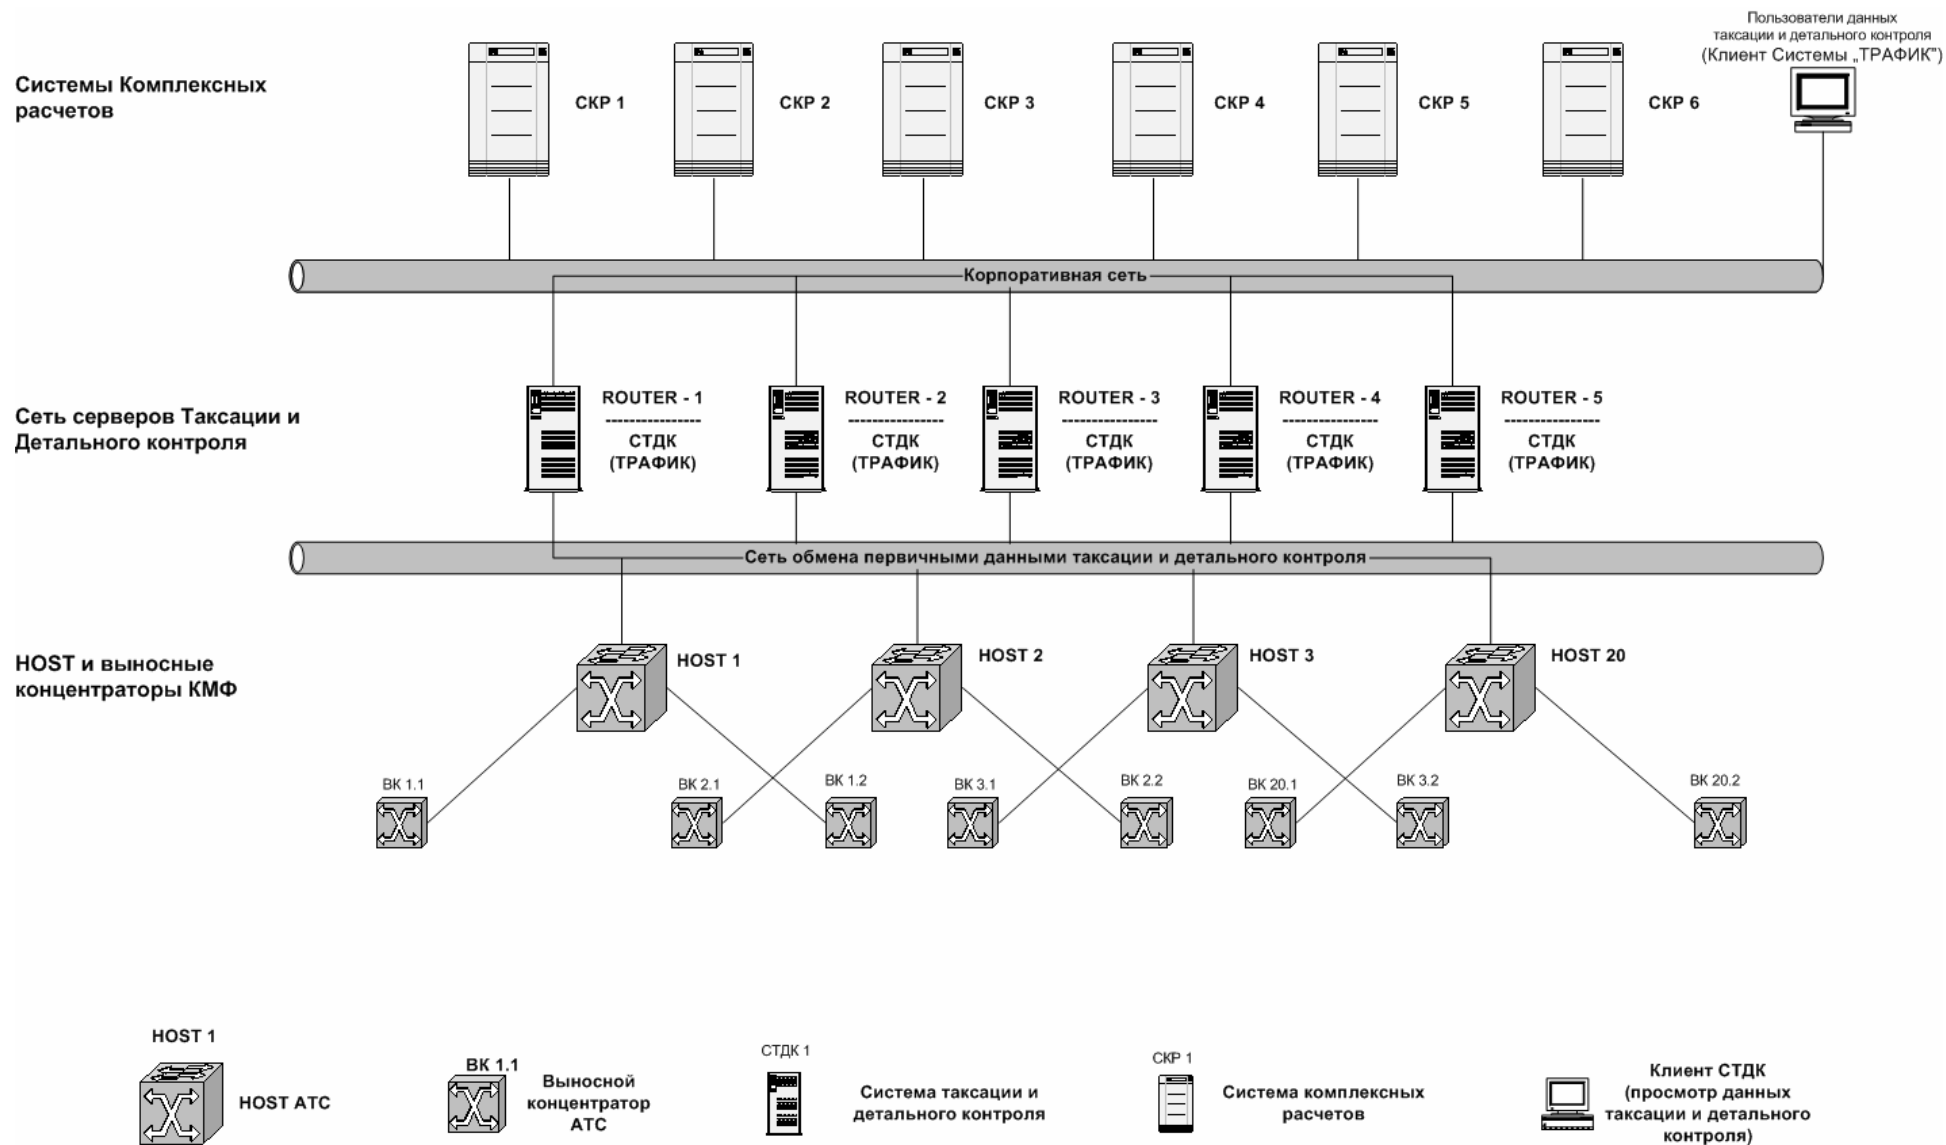 Пользователи данных
таксации и детального контроля
(Клиент Системы „ТРАФИК")
Системы Комплексных
расчетов
СКР 1
СКР 2
СКР 3
СКР 4
СКР 5
СКР 6
Корпоративная сеть
Сеть серверов Таксации и
Детального контроля
ROUTER - 1
----------------
СТДК
(ТРАФИК)
ROUTER - 2
----------------
СТДК
(ТРАФИК)
ROUTER - 3
----------------
СТДК
(ТРАФИК)
ROUTER - 4
----------------
СТДК
(ТРАФИК)
ROUTER - 5
----------------
СТДК
(ТРАФИК)
Сеть обмена первичными данными таксации и детального контроля
HOST и выносные
концентраторы КМФ
HOST 1
HOST 2
HOST 3
HOST 20
ВК 1.1
ВК 2.1
ВК 1.2
ВК 3.1
ВК 2.2
ВК 20.1
ВК 3.2
ВК 20.2
HOST 1
HOST АТС
ВК 1.1
Выносной
концентратор
АТС
СТДК 1
Система таксации и
детального контроля
СКР 1
Система комплексных
расчетов
Клиент СТДК
(просмотр данных
таксации и детального
контроля)